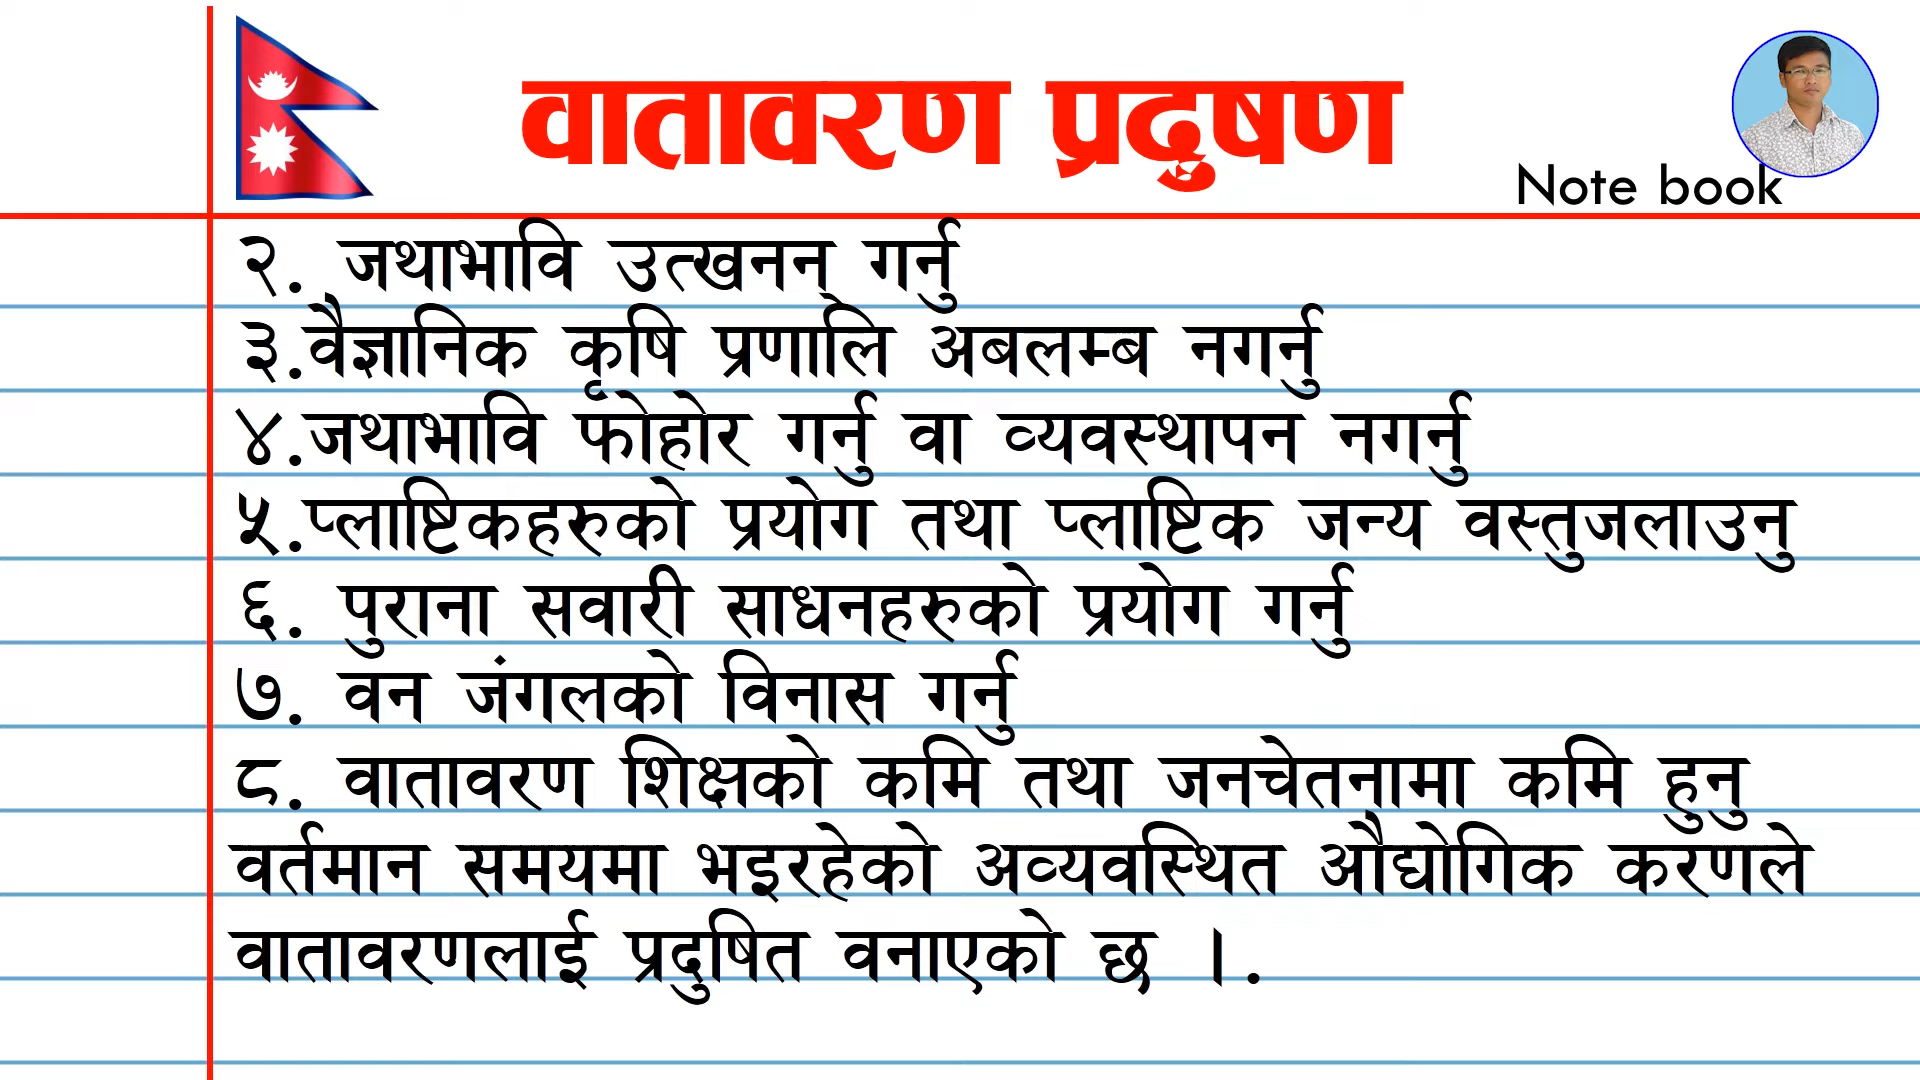 वातावरण प्रदुषण
Note book
२. जथाभावि उत्खनन् गर्नु
३.वैज्ञानिक कृषि प्रणालि अबलम्ब नगर्नु
४.जथाभावि फोहोर गर्नु वा व्यवस्थापन नगर्नु
५.प्लाष्टिकहरुको प्रयोग तथा प्लाष्टिक जन्य वस्तुजलाउनु
६. पुराना सवारी साधनहरुको प्रयोग गर्नु
७. वन जंगलको विनास गर्नु
८. वातावरण शिक्षको कमि तथा जनचेतनामा कमि हुनु
वर्तमान समयमा भइरहेको अव्यवस्थित औद्योगिक करणले
वातावरणलाई प्रदुषित वनाएको छ ।.